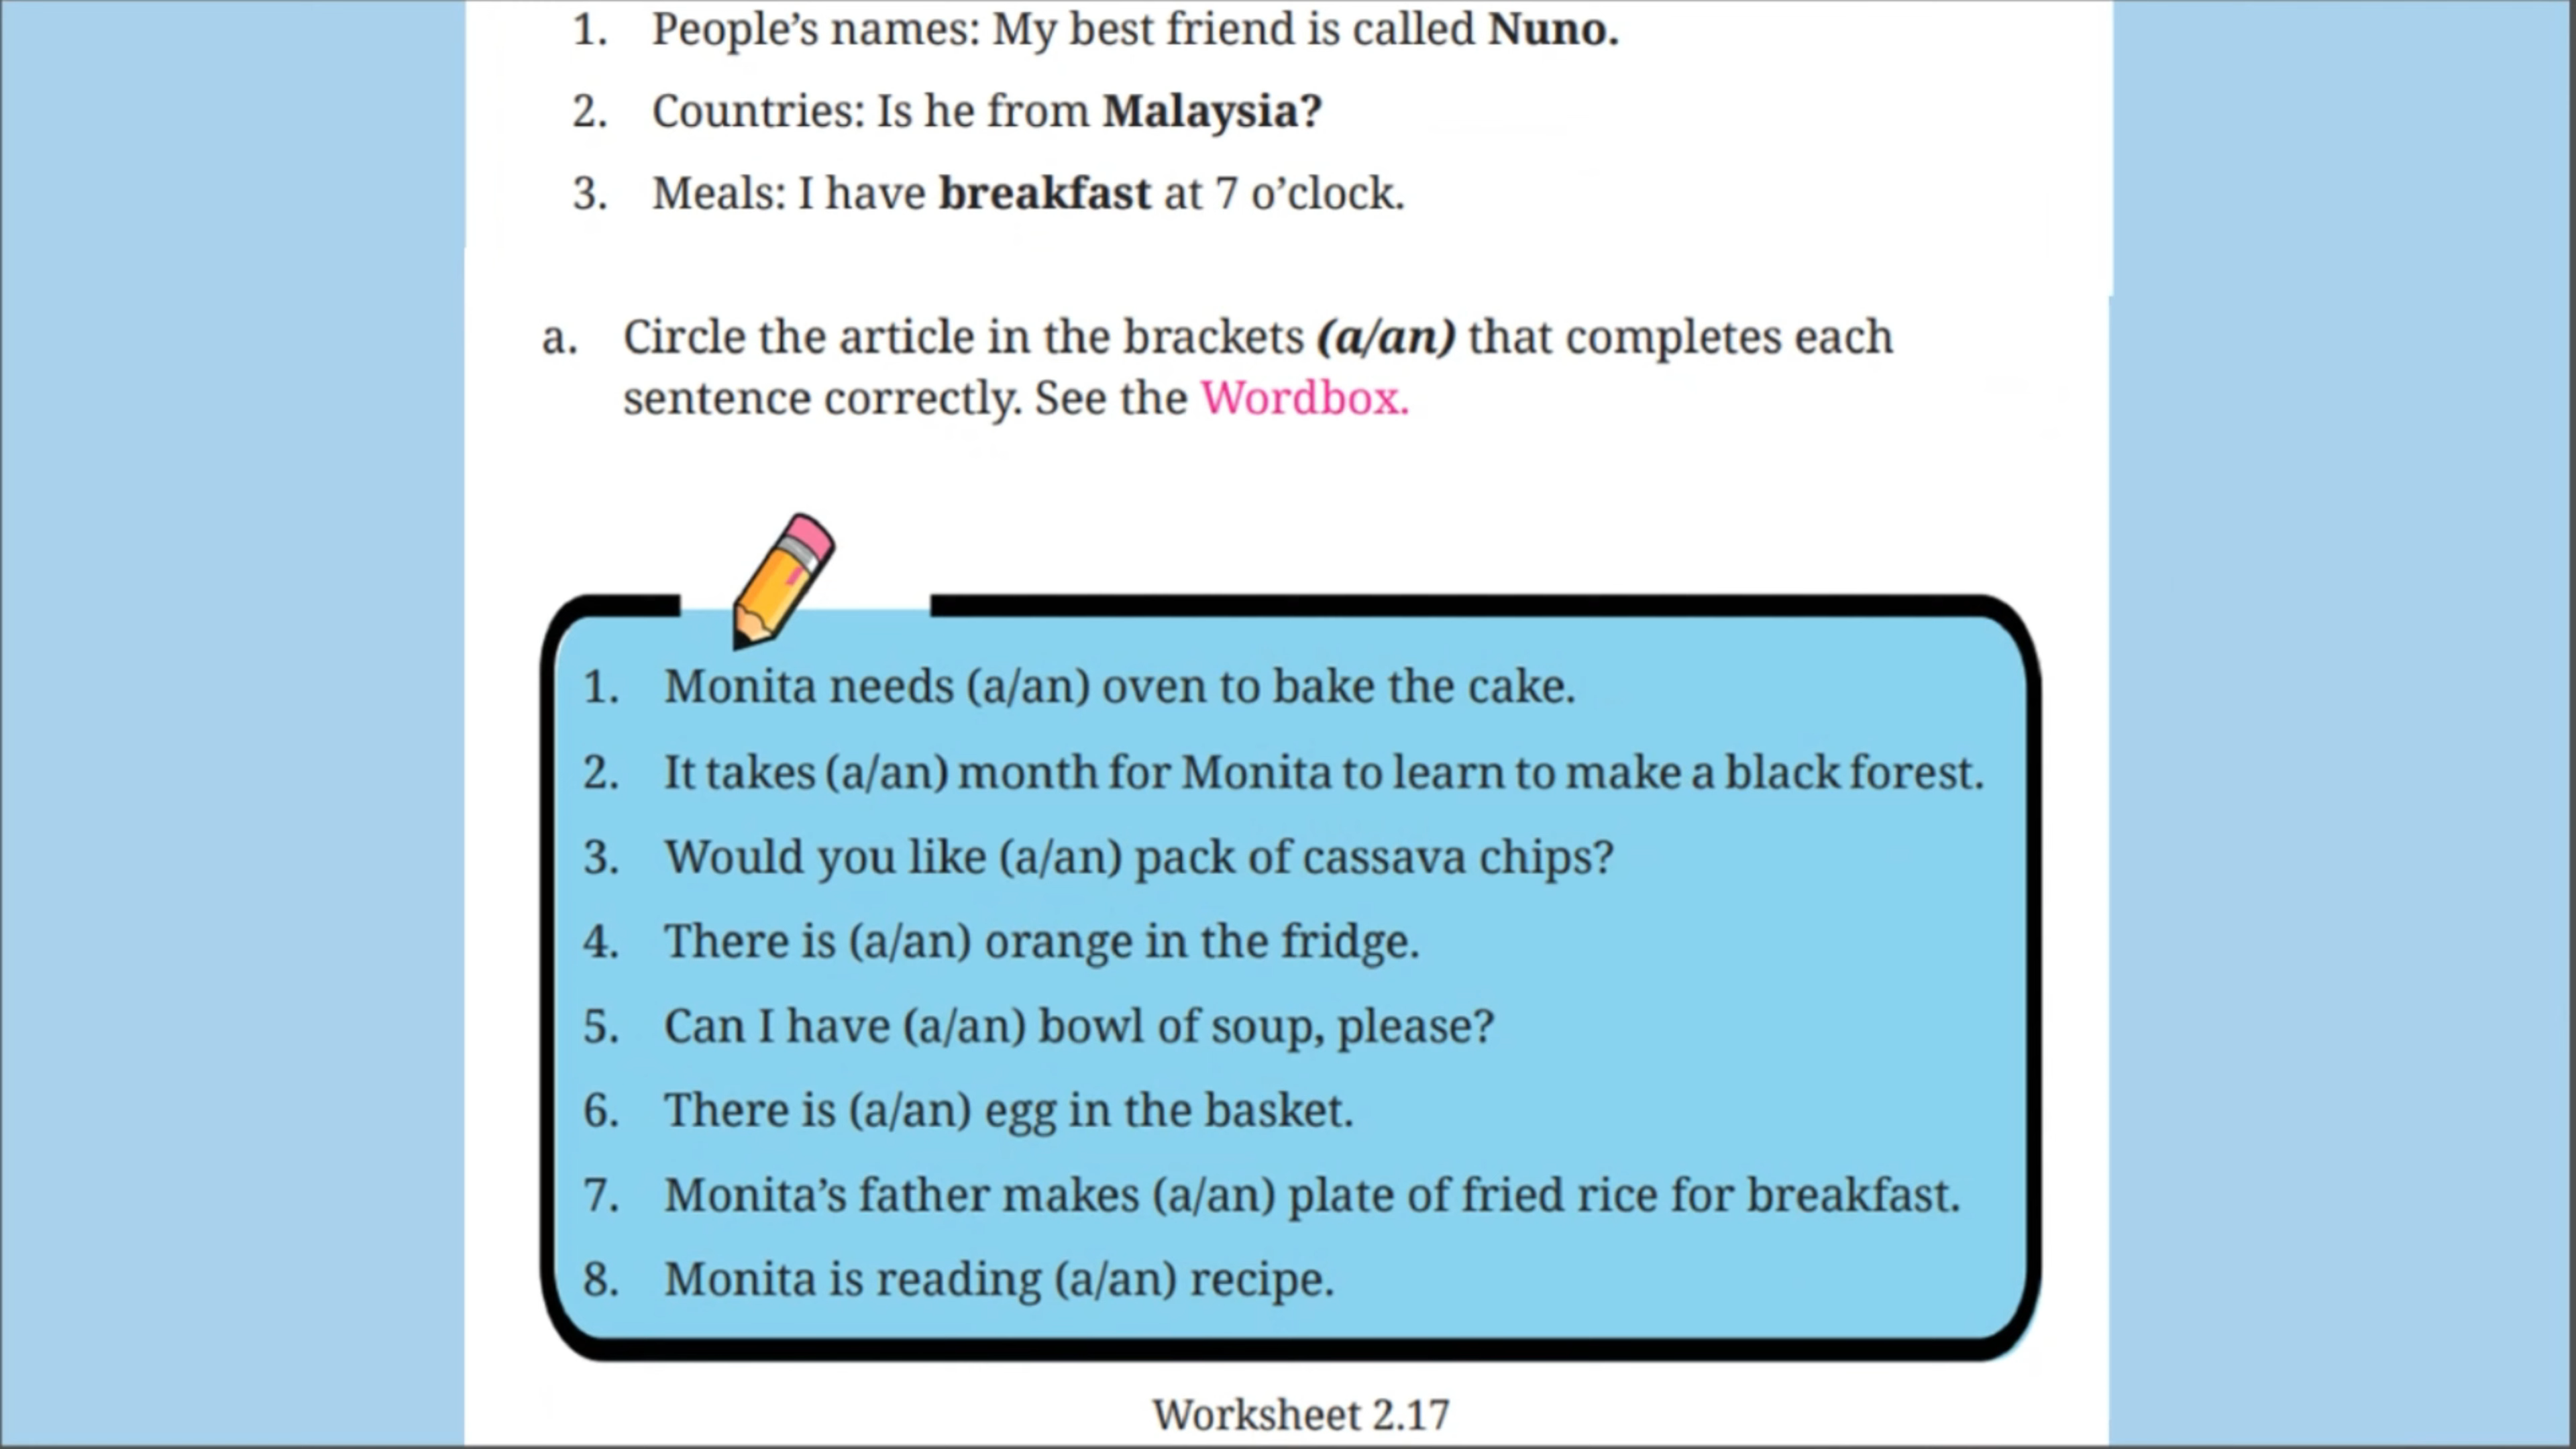 1. People’s names: My best friend is called Nuno.
2. Countries: Is he from Malaysia?
3. Meals: I have breakfast at 7 o’clock.
a. Circle the article in the brackets (a/an) that completes each
sentence correctly. See the Wordbox.
1. Monita needs (a/an) oven to bake the cake.
2. It takes (a/an) month for Monita to learn to make a black forest.
3. Would you like (a/an) pack of cassava chips?
4. There is (a/an) orange in the fridge.
5. Can I have (a/an) bowl of soup, please?
6. There is (a/an) egg in the basket.
7. Monita’s father makes (a/an) plate of fried rice for breakfast.
8. Monita is reading (a/an) recipe.
Worksheet 2.17